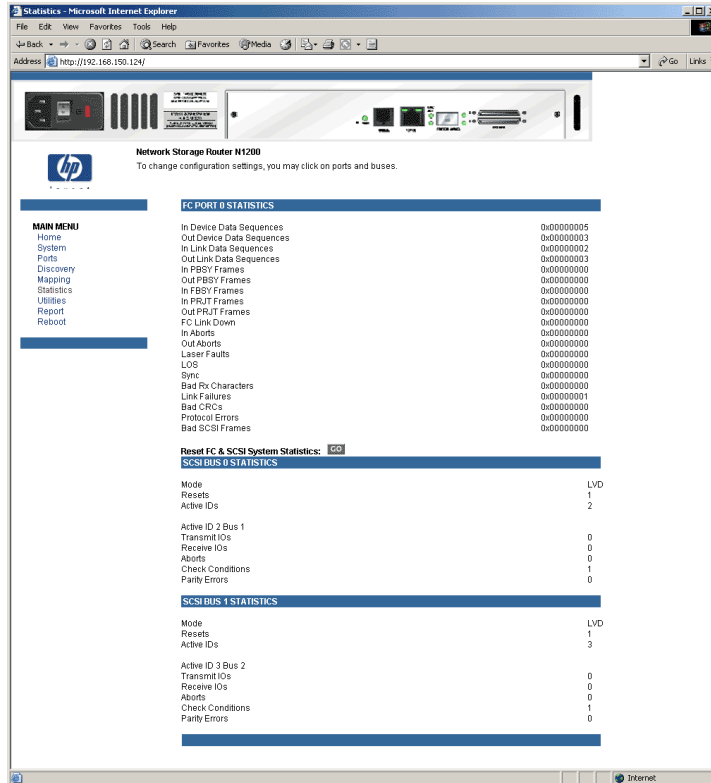 Statistics - Microsoft Internet Explorer
File Edit View Favorites Tools Help
Back Search Favorites Media
Address http://192.168.150.124/ Go Links
hp
invent
Network Storage Router N1200
To change configuration settings, you may click on ports and buses.
MAIN MENU
Home
System
Ports
Discovery
Mapping
Statistics
Utilities
Report
Reboot
FC PORT 0 STATISTICS
In Device Data Sequences 0x00000005
Out Device Data Sequences 0x00000003
In Link Data Sequences 0x00000002
Out Link Data Sequences 0x00000003
In PBSY Frames 0x00000000
Out PBSY Frames 0x00000000
In FBSY Frames 0x00000000
In PRJT Frames 0x00000000
Out PRJT Frames 0x00000000
FC Link Down 0x00000000
In Aborts 0x00000000
Out Aborts 0x00000000
Laser Faults 0x00000000
LOS 0x00000000
Sync 0x00000000
Bad Rx Characters 0x00000000
Link Failures 0x00000001
Bad CRCs 0x00000000
Protocol Errors 0x00000000
Bad SCSI Frames 0x00000000
Reset FC & SCSI System Statistics: GO
SCSI BUS 0 STATISTICS
Mode LVD
Resets 1
Active IDs 2
Active ID 2 Bus 1
Transmit IOs 0
Receive IOs 0
Aborts 0
Check Conditions 1
Parity Errors 0
SCSI BUS 1 STATISTICS
Mode LVD
Resets 1
Active IDs 3
Active ID 3 Bus 2
Transmit IOs 0
Receive IOs 0
Aborts 0
Check Conditions 1
Parity Errors 0
Internet